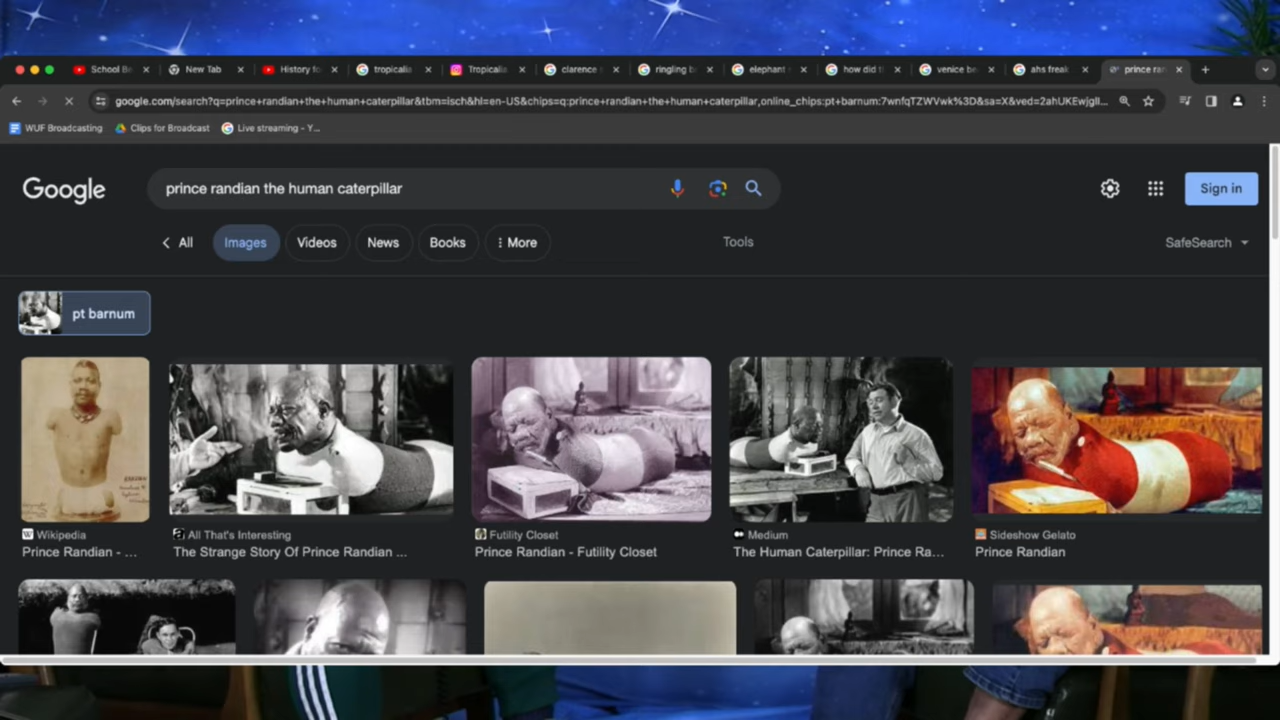 School Be
New Tab
History fo
tropicalia
Tropicalia
clarence
ringling b
elephant
how did t
venice be
ahs freak
prince ran
google.com/search?q=prince+randian+the+human+caterpillar&tbm=isch&hl=en-US&chips=q:prince+randian+the+human+caterpillar,online_chips:pt+barnum:7wnfqTZWVwk%3D&sa=X&ved=2ahUKEwjgll...
WUF Broadcasting
Clips for Broadcast
Live streaming - Y...
Google
prince randian the human caterpillar
Sign in
All
Images
Videos
News
Books
More
Tools
SafeSearch
pt barnum
Wikipedia
Prince Randian - ...
All That's Interesting
The Strange Story Of Prince Randian ...
Futility Closet
Prince Randian - Futility Closet
Medium
The Human Caterpillar: Prince Ra...
Sideshow Gelato
Prince Randian